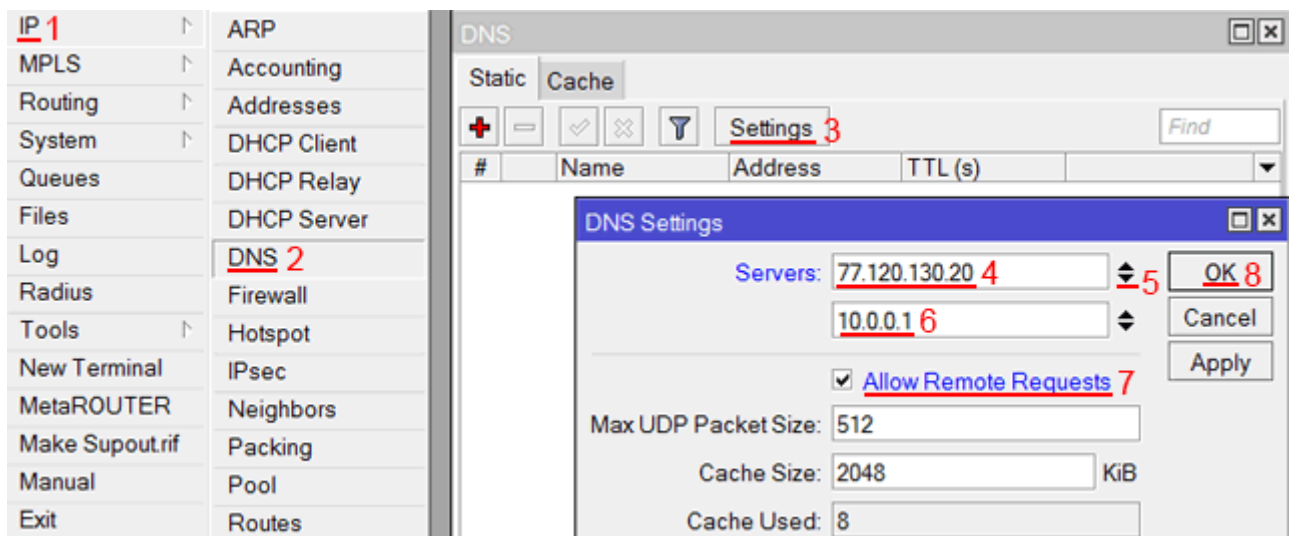 IP 1
MPLS
Routing
System
Queues
Files
Log
Radius
Tools
New Terminal
MetaROUTER
Make Supout.rif
Manual
Exit
ARP
Accounting
Addresses
DHCP Client
DHCP Relay
DHCP Server
DNS 2
Firewall
Hotspot
IPsec
Neighbors
Packing
Pool
Routes
DNS
Static Cache
Settings 3 Find
# Name Address TTL (s)
DNS Settings
Servers: 77.120.130.20 4 5 OK 8
10.0.0.1 6 Cancel
Apply
Allow Remote Requests 7
Max UDP Packet Size: 512
Cache Size: 2048 KiB
Cache Used: 8